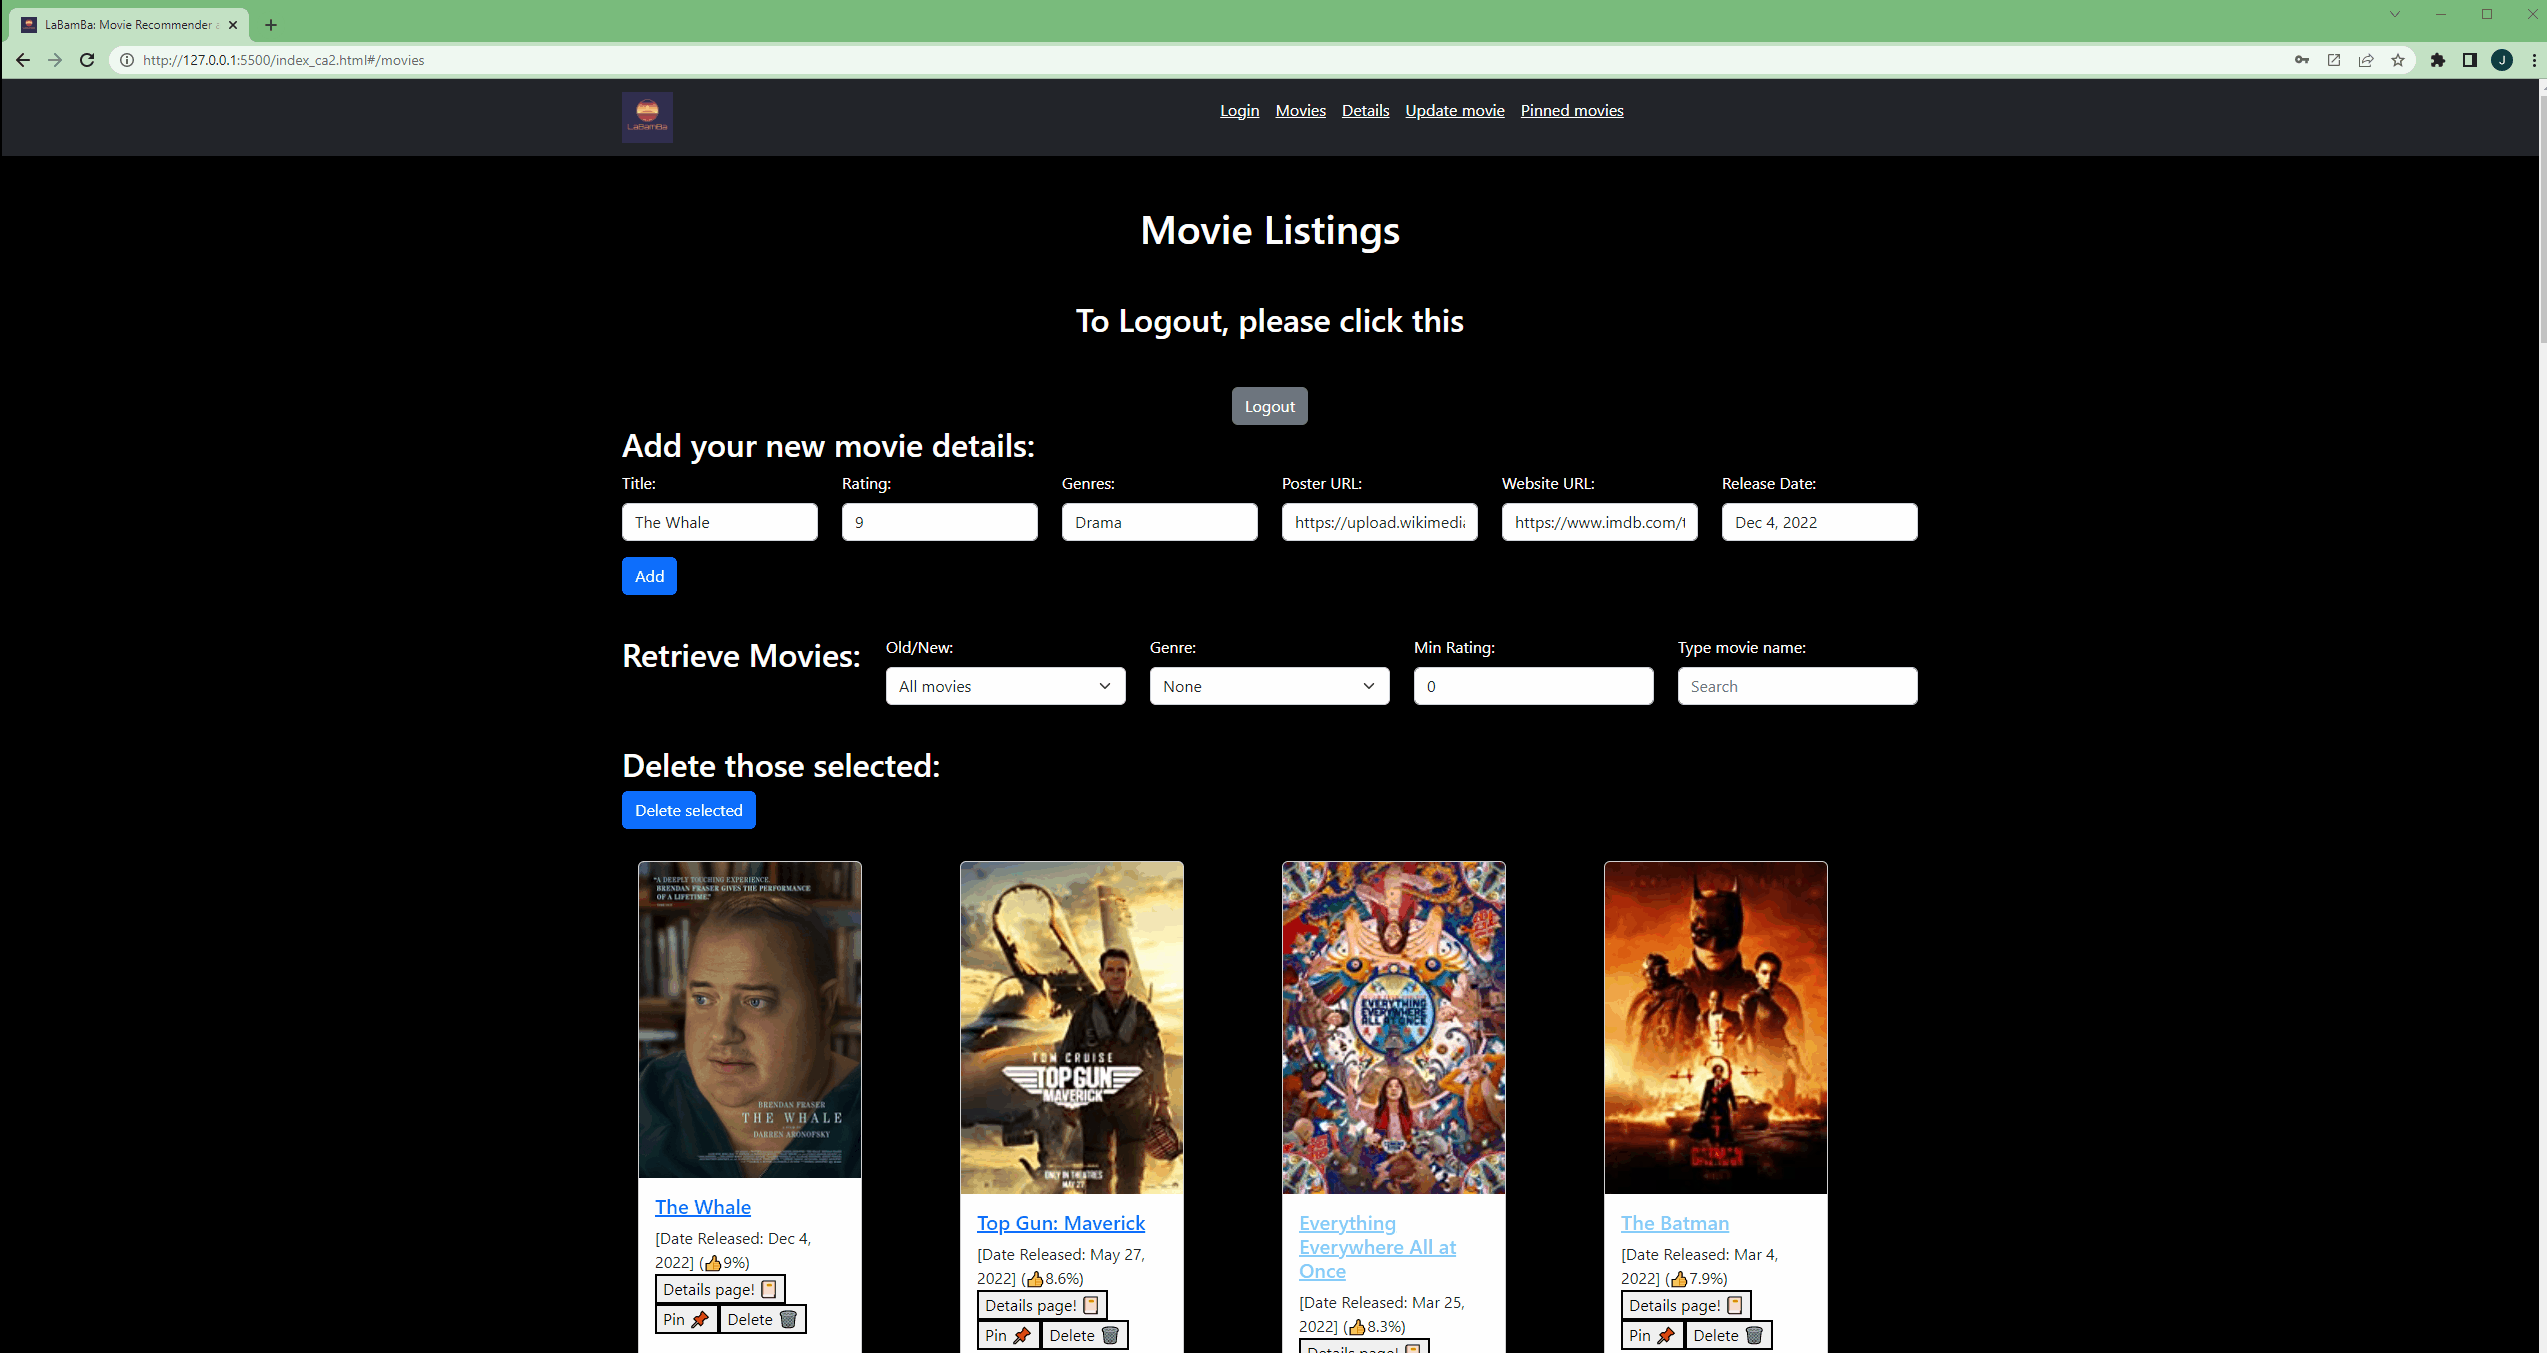 LaBamBa: Movie Recommender a
http://127.0.0.1:5500/index_ca2.html#/movies
J
LaBamBa
Login Movies Details Update movie Pinned movies
Movie Listings
To Logout, please click this
Logout
Add your new movie details:
Title: Rating: Genres: Poster URL: Website URL: Release Date:
The Whale 9 Drama https://upload.wikimedia https://www.imdb.com/t Dec 4, 2022
Add
Retrieve Movies:
Old/New: Genre: Min Rating: Type movie name:
All movies None 0 Search
Delete those selected:
Delete selected
"A DEEPLY TOUCHING EXPERIENCE.
BRENDAN FRASER GIVES THE PERFORMANCE
OF A LIFETIME."
BRENDAN FRASER
THE WHALE
DARREN ARONOFSKY
The Whale
[Date Released: Dec 4,
2022] (👍9%)
Details page!
Pin 📌 Delete 🗑
TOM CRUISE
TOP GUN
MAVERICK
ONLY IN THEATRES
MAY 27
Top Gun: Maverick
[Date Released: May 27,
2022] (👍8.6%)
Details page!
Pin 📌 Delete 🗑
EVERYTHING
EVERYWHERE
ALL AT ONCE
Everything
Everywhere All at
Once
[Date Released: Mar 25,
2022] (👍8.3%)
Details page!
The Batman
[Date Released: Mar 4,
2022] (👍7.9%)
Details page!
Pin 📌 Delete 🗑